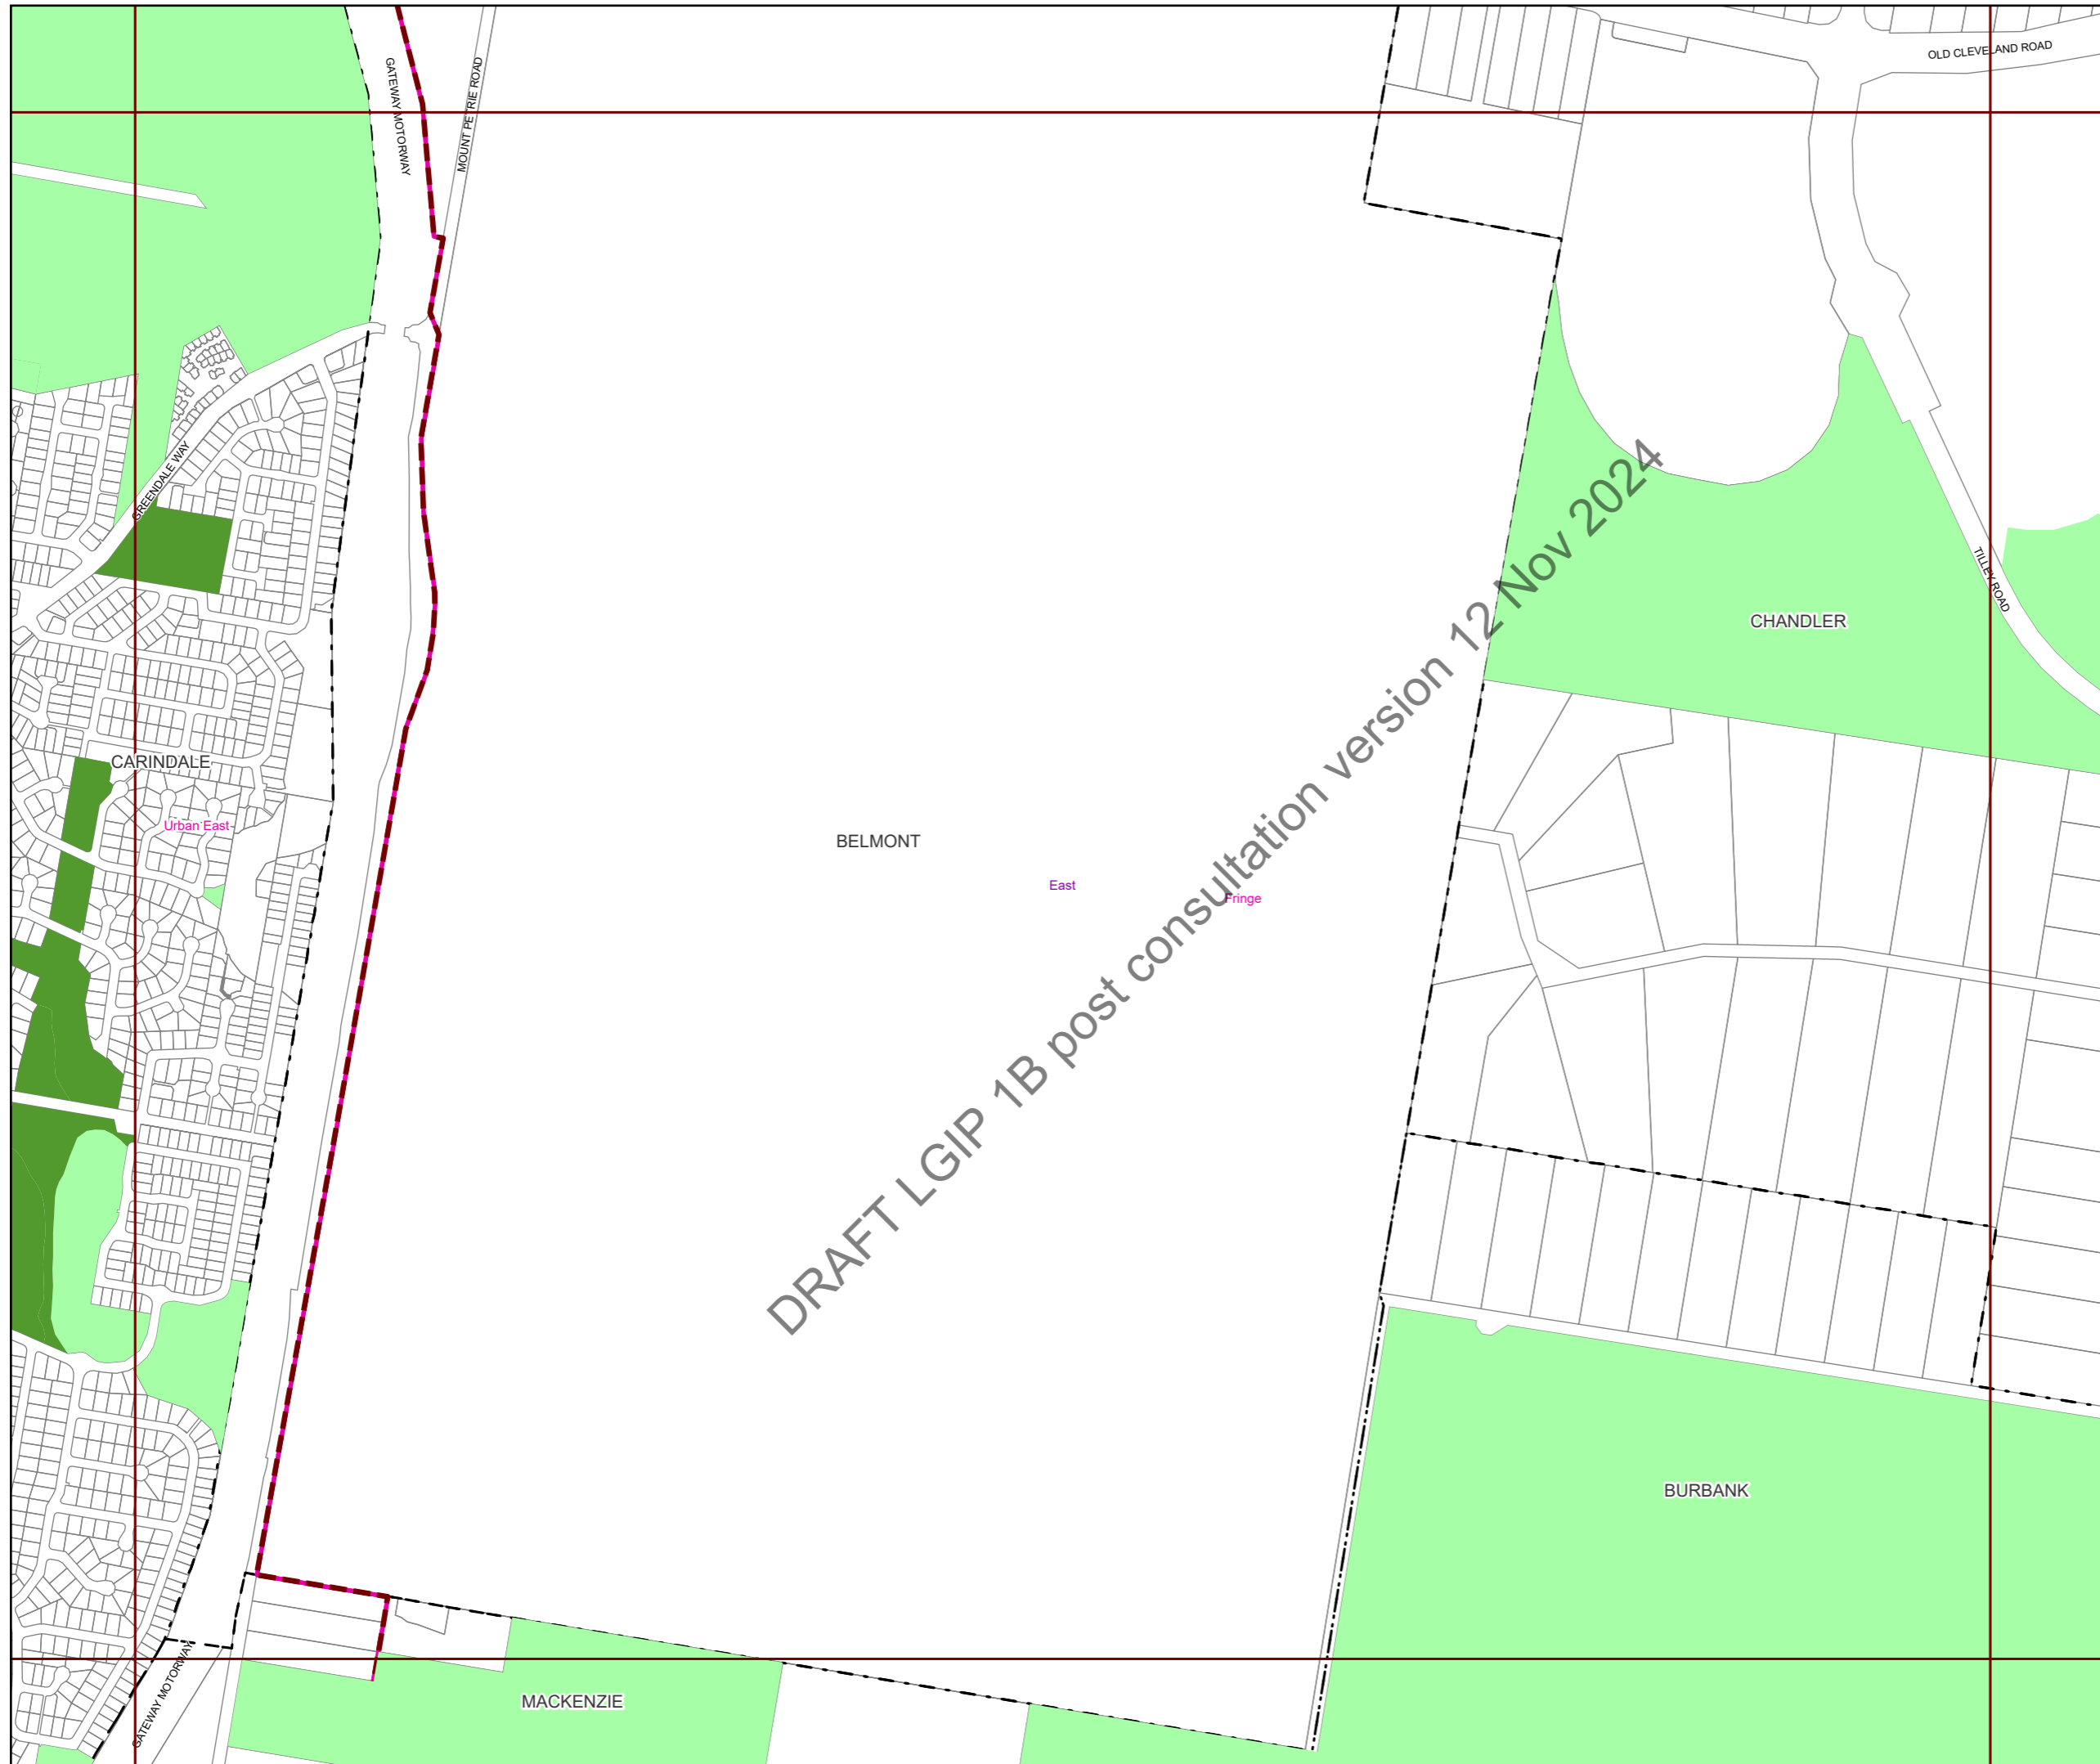 OLD CLEVELAND ROAD
GATEWAY MOTORWAY
MOUNT PETRIE ROAD
GREENDALE WAY
TILLEY ROAD
CHANDLER
CARINDALE
Urban East
BELMONT
East
Fringe
DRAFT LGIP 1B post consultation version 12 Nov 2024
BURBANK
GATEWAY MOTORWAY
MACKENZIE